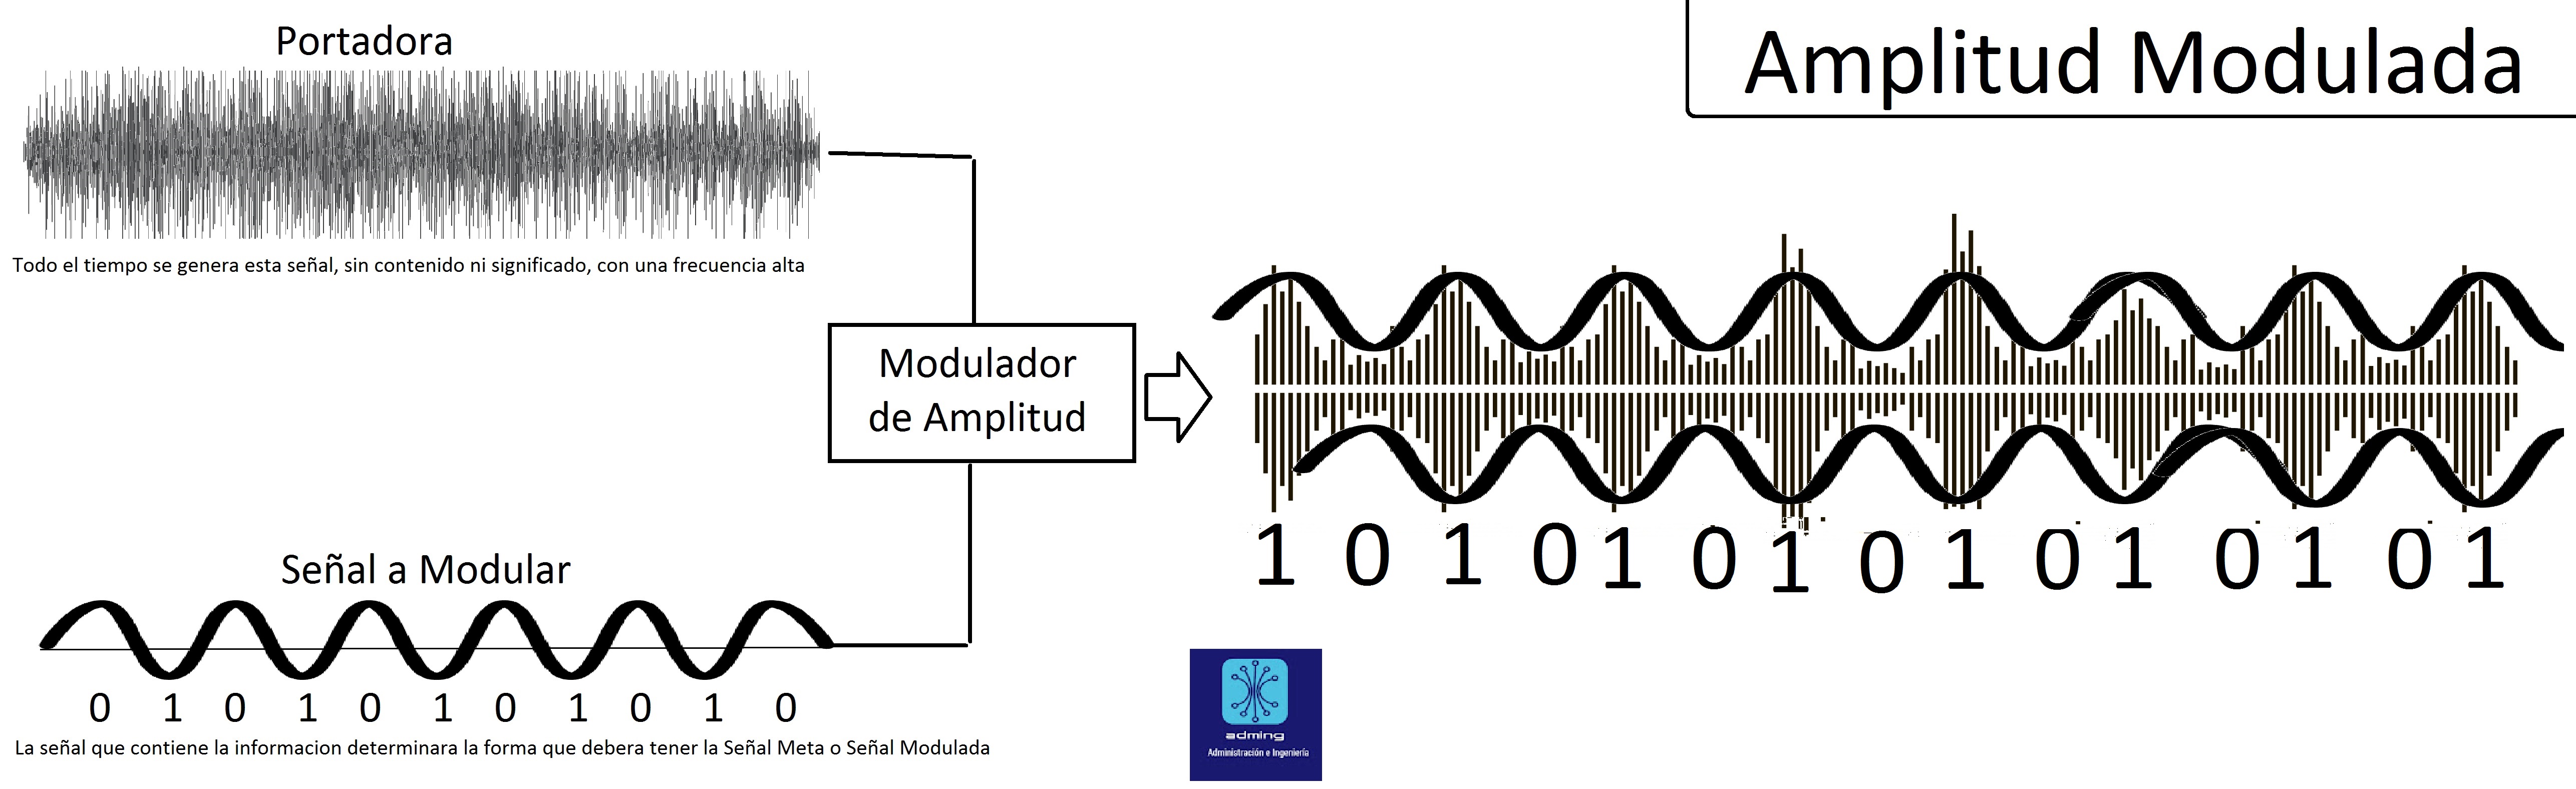 Portadora
Amplitud Modulada
Todo el tiempo se genera esta señal, sin contenido ni significado, con una frecuencia alta
Modulador
de Amplitud
1 0 1 0 1 0 1 0 1 0 1 0 1 0 1
Señal a Modular
0 1 0 1 0 1 0 1 0 1 0
La señal que contiene la informacion determinara la forma que debera tener la Señal Meta o Señal Modulada
adming
Administración e Ingeniería